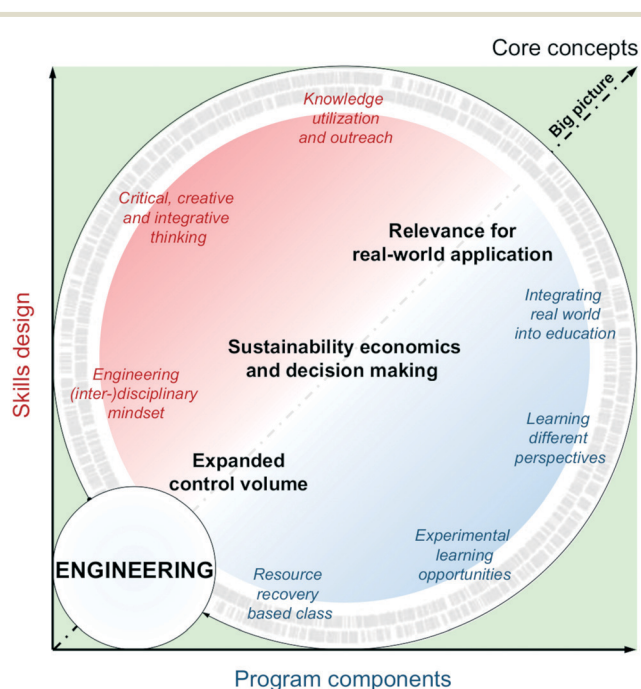 Core concepts
Big picture
Knowledge
utilization
and outreach
Critical, creative
and integrative
thinking
Relevance for
real-world application
Integrating
real world
into education
Sustainability economics
and decision making
Skills design
Engineering
(inter-)disciplinary
mindset
Learning
different
perspectives
Expanded
control volume
Experimental
learning
opportunities
ENGINEERING
Resource
recovery
based class
Program components